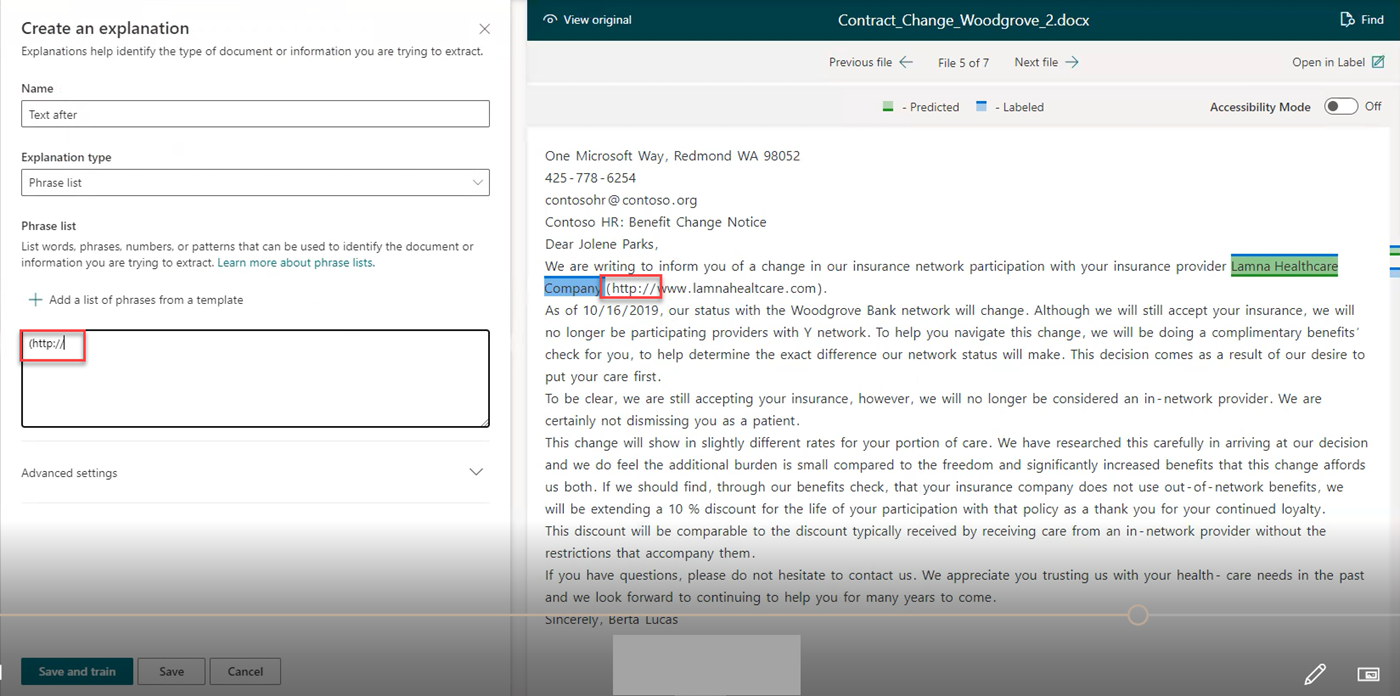 Create an explanation
Explanations help identify the type of document or information you are trying to extract.
Name
Text after
Explanation type
Phrase list
Phrase list
List words, phrases, numbers, or patterns that can be used to identify the document or
information you are trying to extract. Learn more about phrase lists.
Add a list of phrases from a template
(http://
Advanced settings
Save and train
Save
Cancel
View original
Contract_Change_Woodgrove_2.docx
Find
Previous file
File 5 of 7
Next file
Open in Label
- Predicted
- Labeled
Accessibility Mode
Off
One Microsoft Way, Redmond WA 98052
425-778-6254
contosohr@contoso.org
Contoso HR: Benefit Change Notice
Dear Jolene Parks,
We are writing to inform you of a change in our insurance network participation with your insurance provider Lamna Healthcare
Company (http://www.lamnahealtcare.com).
As of 10/16/2019, our status with the Woodgrove Bank network will change. Although we will still accept your insurance, we will
no longer be participating providers with Y network. To help you navigate this change, we will be doing a complimentary benefits'
check for you, to help determine the exact difference our network status will make. This decision comes as a result of our desire to
put your care first.
To be clear, we are still accepting your insurance, however, we will no longer be considered an in-network provider. We are
certainly not dismissing you as a patient.
This change will show in slightly different rates for your portion of care. We have researched this carefully in arriving at our decision
and we do feel the additional burden is small compared to the freedom and significantly increased benefits that this change affords
us both. If we should find, through our benefits check, that your insurance company does not use out-of-network benefits, we
will be extending a 10 % discount for the life of your participation with that policy as a thank you for your continued loyalty.
This discount will be comparable to the discount typically received by receiving care from an in-network provider without the
restrictions that accompany them.
If you have questions, please do not hesitate to contact us. We appreciate you trusting us with your health- care needs in the past
and we look forward to continuing to help you for many years to come.
Sincerely, Berta Lucas